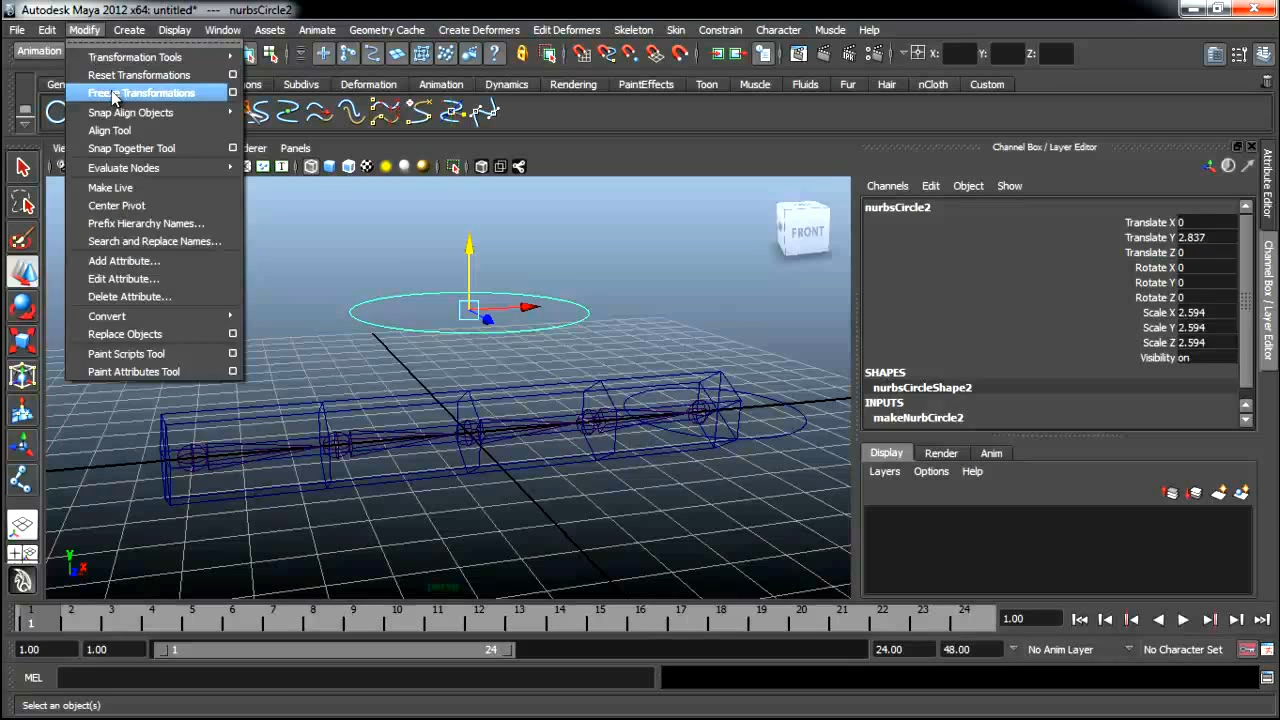 Autodesk Maya 2012 x64: untitled* --- nurbsCircle2
File Edit Modify Create Display Window Assets Animate Geometry Cache Create Deformers Edit Deformers Skeleton Skin Constrain Character Muscle Help
Animation
X: Y: Z:
Transformation Tools
Reset Transformations
Freeze Transformations
Snap Align Objects
Align Tool
Snap Together Tool
Evaluate Nodes
Make Live
Center Pivot
Prefix Hierarchy Names...
Search and Replace Names...
Add Attribute...
Edit Attribute...
Delete Attribute...
Convert
Replace Objects
Paint Scripts Tool
Paint Attributes Tool
Subdivs Deformation Animation Dynamics Rendering PaintEffects Toon Muscle Fluids Fur Hair nCloth Custom
Panels
FRONT
persp
Y
Z X
Channel Box / Layer Editor
Channels Edit Object Show
nurbsCircle2
Translate X 0
Translate Y 2.837
Translate Z 0
Rotate X 0
Rotate Y 0
Rotate Z 0
Scale X 2.594
Scale Y 2.594
Scale Z 2.594
Visibility on
SHAPES
nurbsCircleShape2
INPUTS
makeNurbCircle2
Display Render Anim
Layers Options Help
Attribute Editor
Channel Box / Layer Editor
1 2 3 4 5 6 7 8 9 10 11 12 13 14 15 16 17 18 19 20 21 22 23 24
1
1.00
1.00 1.00 1 24 24.00 48.00 No Anim Layer No Character Set
MEL
Select an object(s)